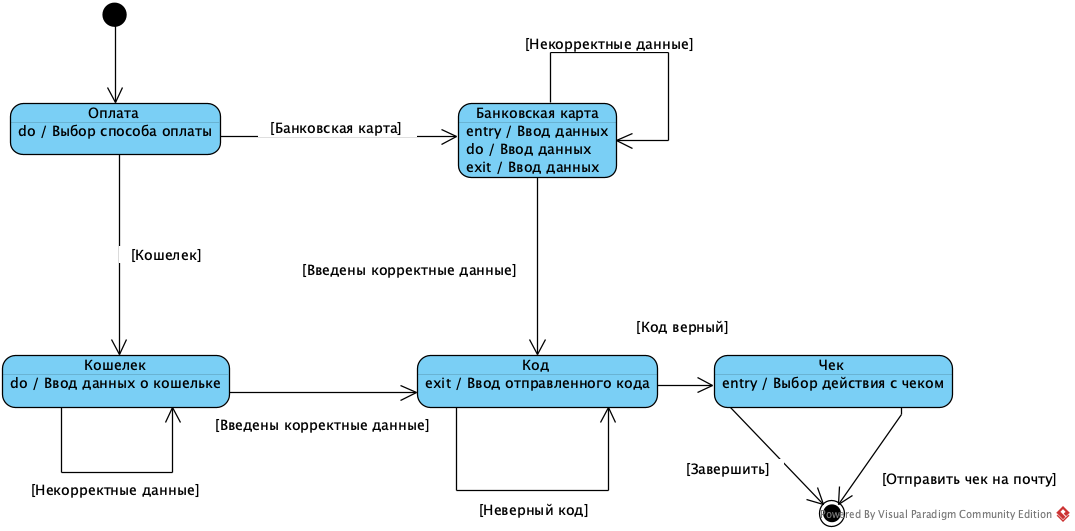 [Некорректные данные]
Оплата
do / Выбор способа оплаты
[Банковская карта]
Банковская карта
entry / Ввод данных
do / Ввод данных
exit / Ввод данных
[Кошелек]
[Введены корректные данные]
[Код верный]
Кошелек
do / Ввод данных о кошельке
Код
exit / Ввод отправленного кода
Чек
entry / Выбор действия с чеком
[Введены корректные данные]
[Завершить]
[Отправить чек на почту]
[Некорректные данные]
[Неверный код]
Powered By Visual Paradigm Community Edition